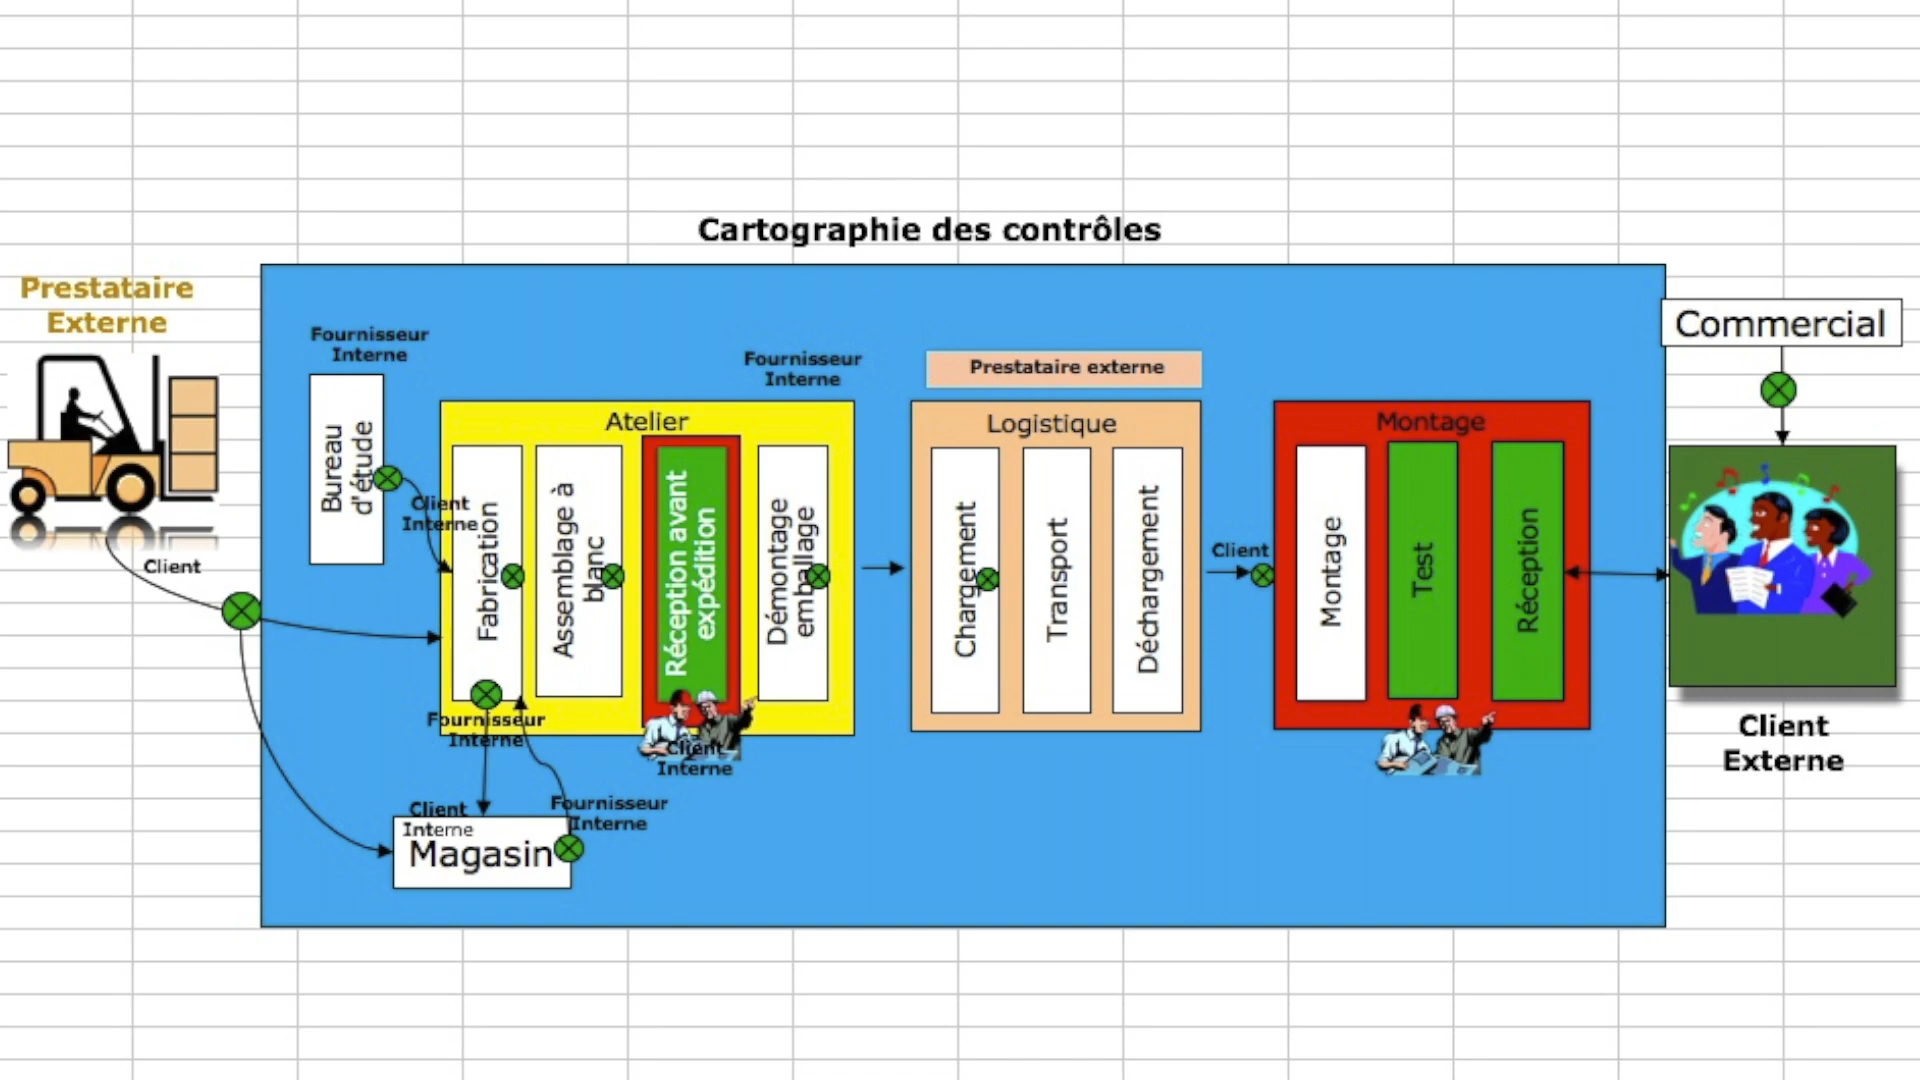 Cartographie des contrôles
Prestataire
Externe
Client
Fournisseur
Interne
Bureau
d'étude
Client
Interne
Fournisseur
Interne
Atelier
Fabrication
Assemblage à
blanc
Réception avant
expédition
Démontage
emballage
Fournisseur
Interne
Client
Interne
Client
Interne
Magasin
Fournisseur
Interne
Prestataire externe
Logistique
Chargement
Transport
Déchargement
Client
Montage
Montage
Test
Réception
Commercial
Client
Externe